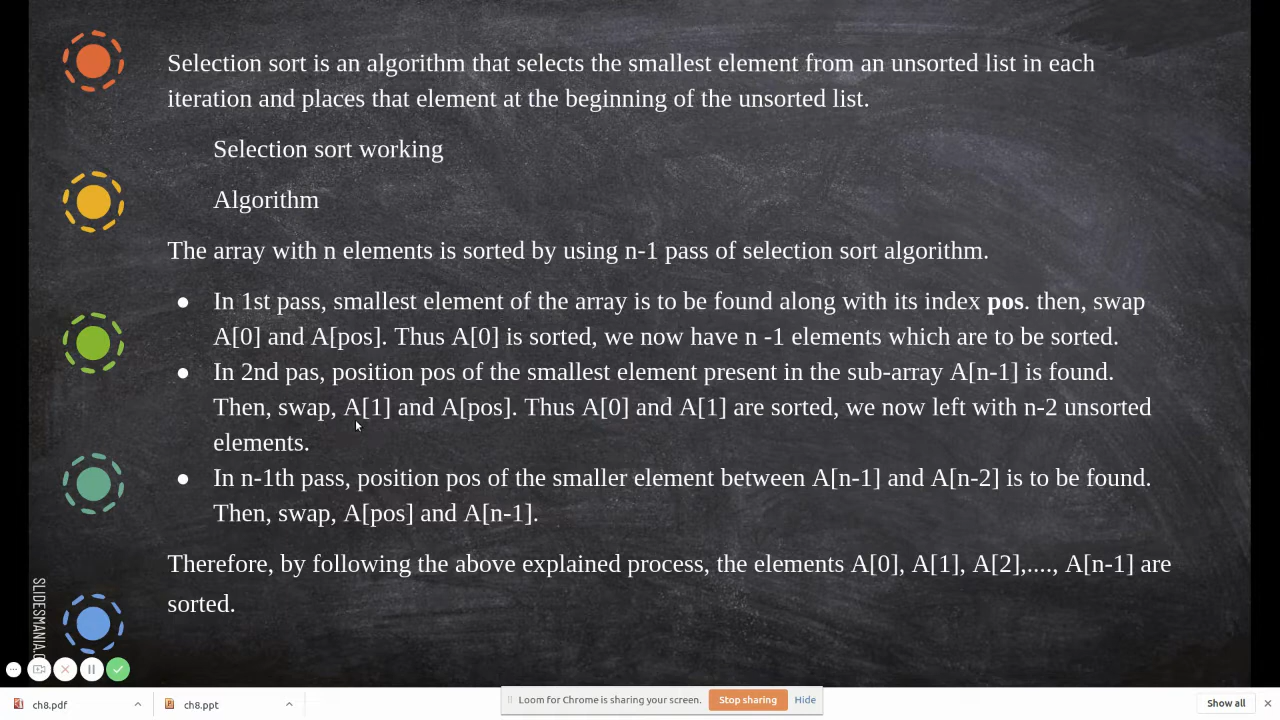 Selection sort is an algorithm that selects the smallest element from an unsorted list in each
iteration and places that element at the beginning of the unsorted list.
Selection sort working
Algorithm
The array with n elements is sorted by using n-1 pass of selection sort algorithm.
● In 1st pass, smallest element of the array is to be found along with its index pos. then, swap
A[0] and A[pos]. Thus A[0] is sorted, we now have n -1 elements which are to be sorted.
● In 2nd pas, position pos of the smallest element present in the sub-array A[n-1] is found.
Then, swap, A[1] and A[pos]. Thus A[0] and A[1] are sorted, we now left with n-2 unsorted
elements.
● In n-1th pass, position pos of the smaller element between A[n-1] and A[n-2] is to be found.
Then, swap, A[pos] and A[n-1].
Therefore, by following the above explained process, the elements A[0], A[1], A[2],...., A[n-1] are
sorted.
SLIDESMANIA.C
Loom for Chrome is sharing your screen.
Stop sharing
Hide
ch8.pdf
ch8.ppt
Show all